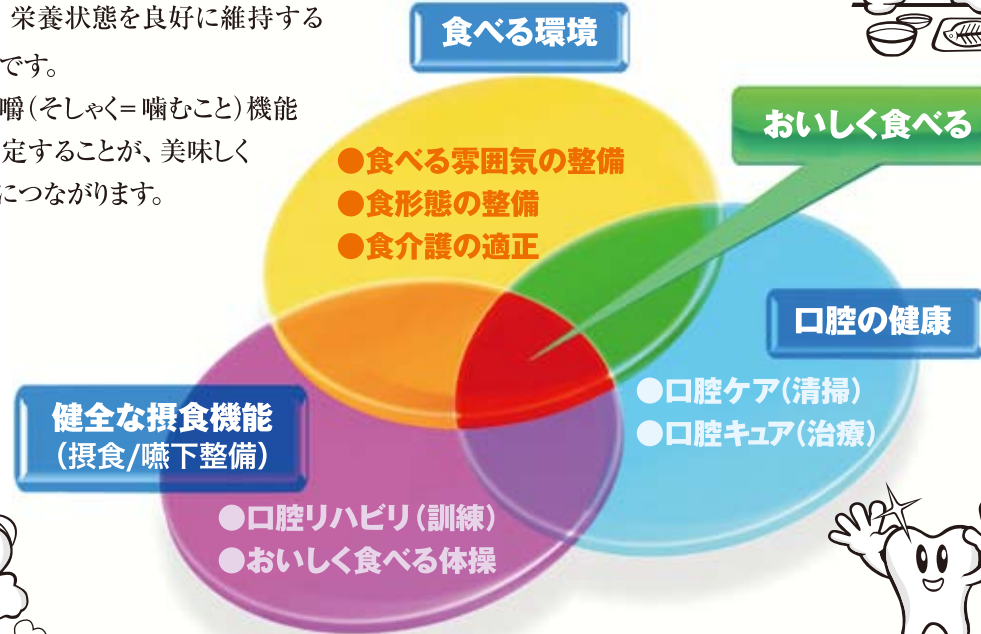 栄養状態を良好に維持する
です。
嚼（そしゃく＝噛むこと）機能
定することが、美味しく
につながります。
食べる環境
おいしく食べる
●食べる雰囲気の整備
●食形態の整備
●食介護の適正
口腔の健康
●口腔ケア（清掃）
●口腔キュア（治療）
健全な摂食機能
（摂食/嚥下整備）
●口腔リハビリ（訓練）
●おいしく食べる体操